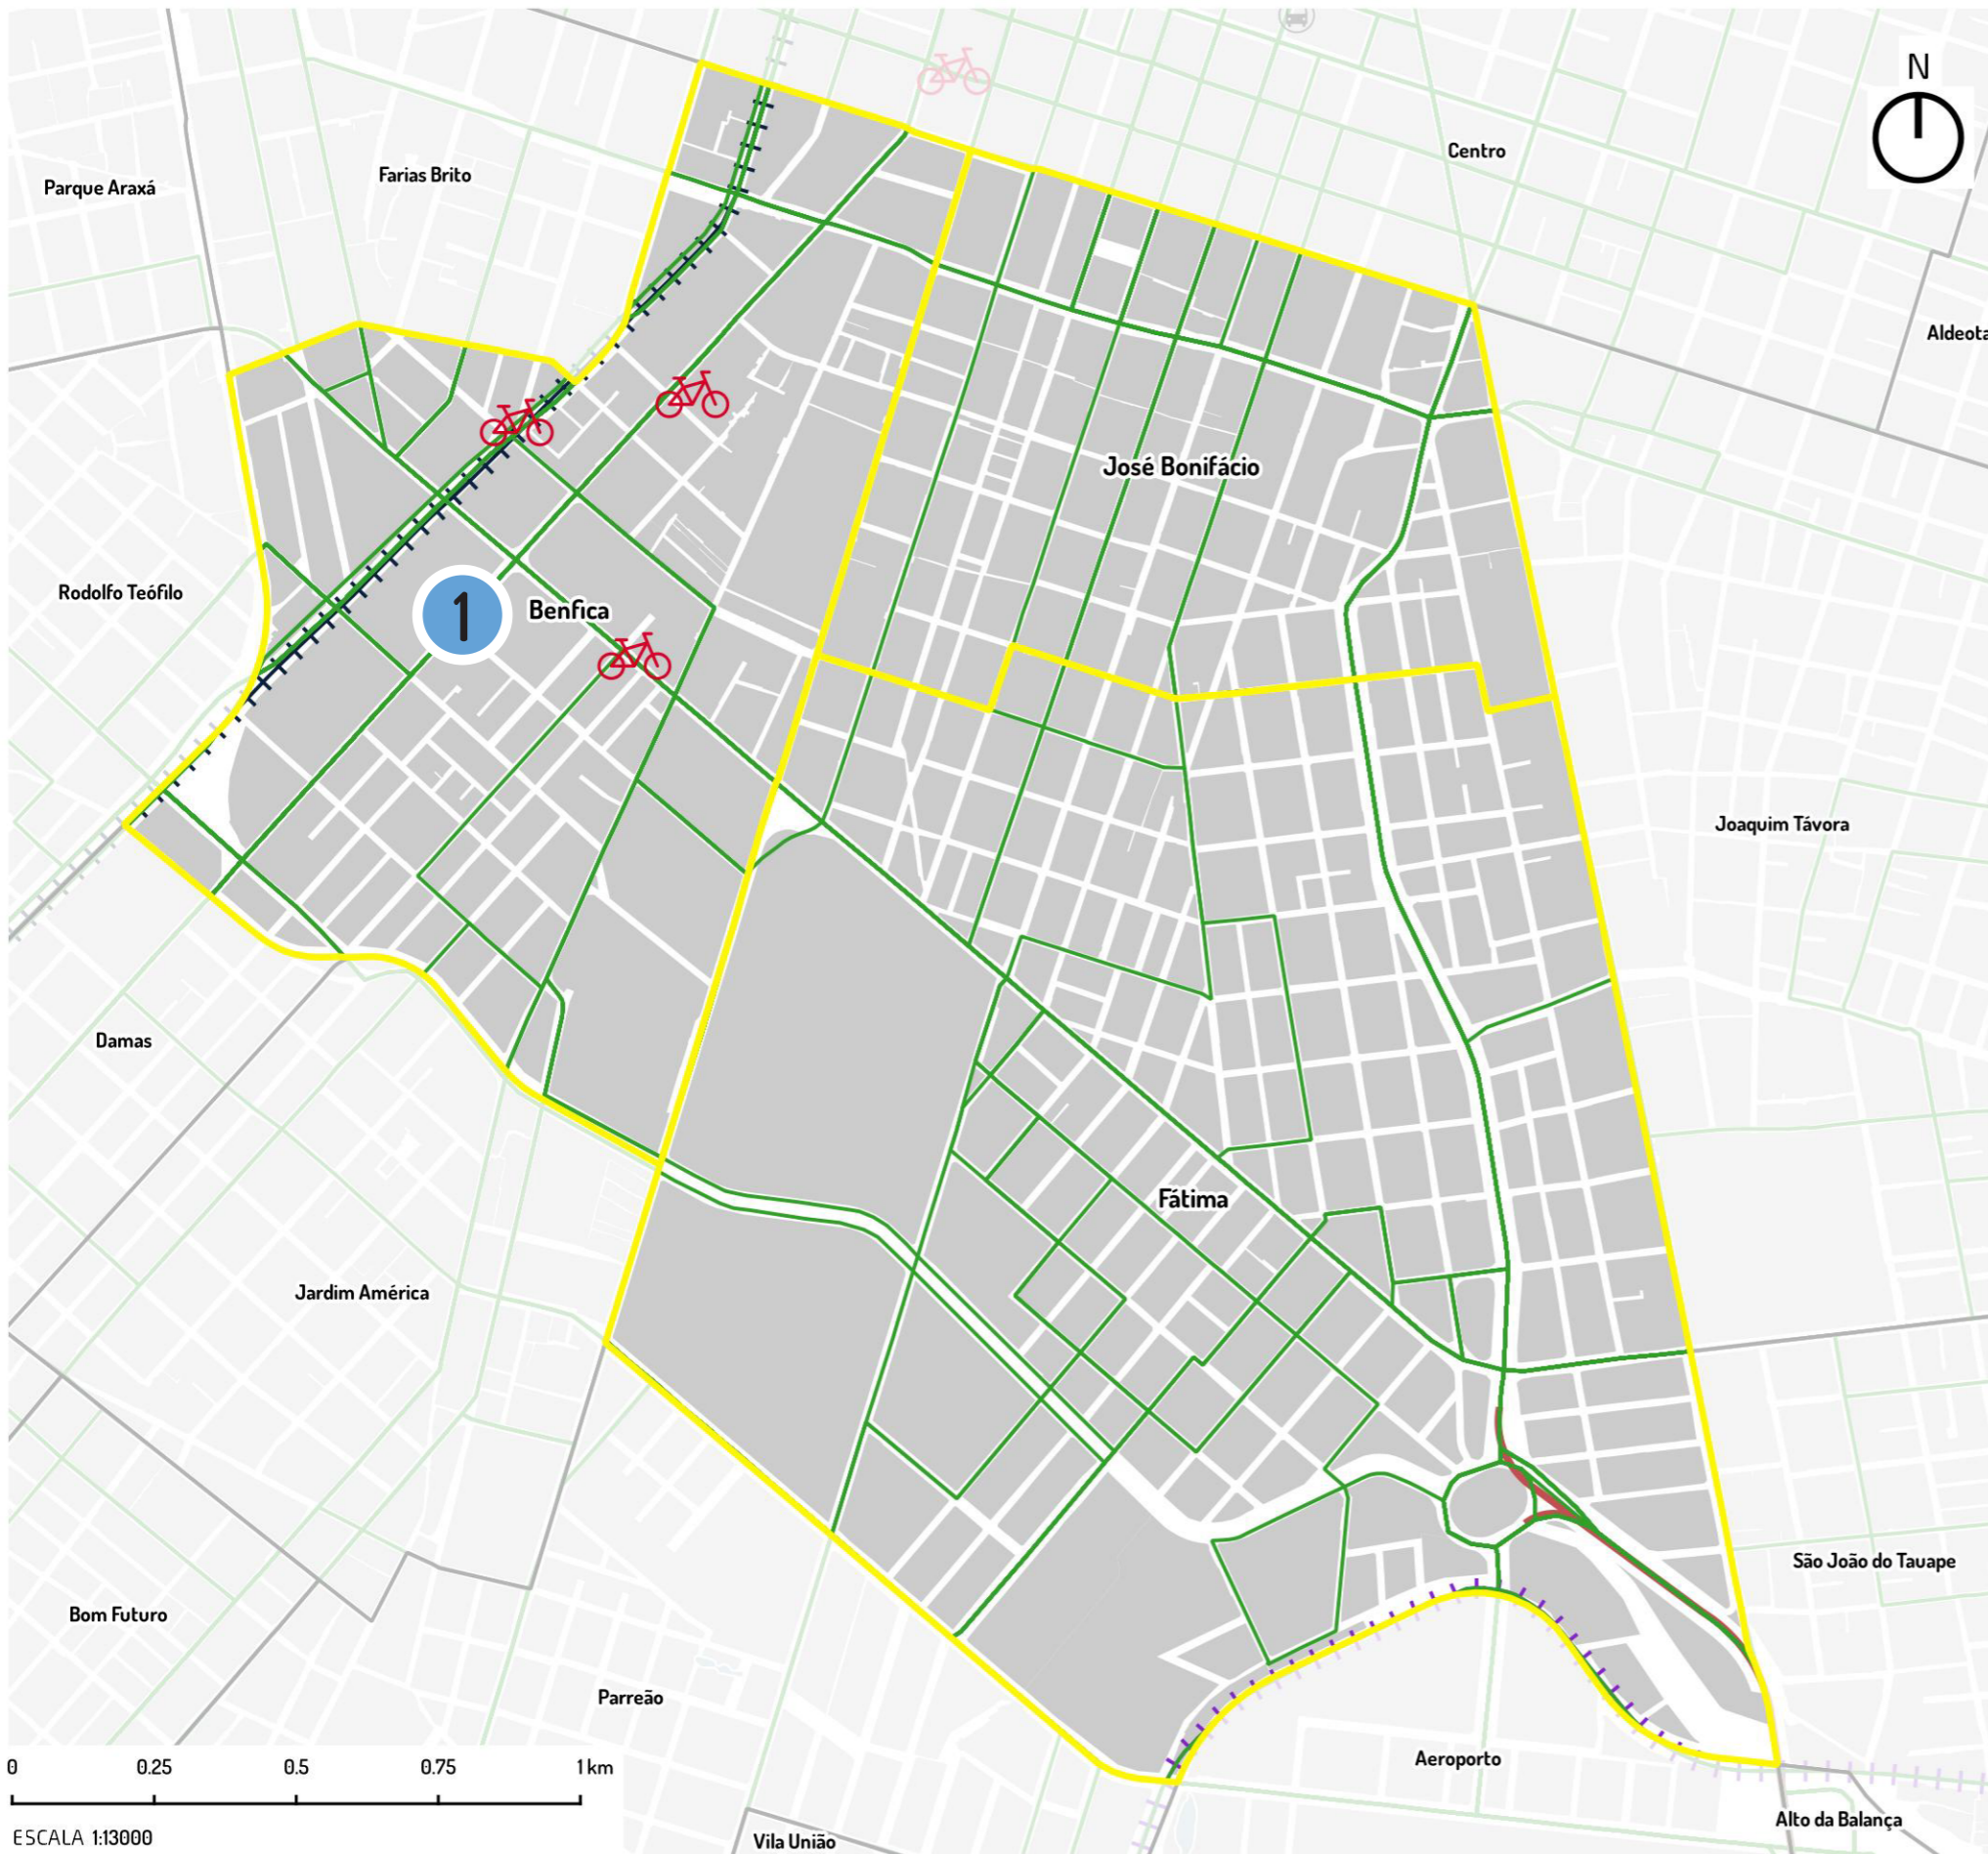 N
Centro
Farias Brito
Parque Araxá
Aldeota
José Bonifácio
Rodolfo Teófilo
1
Benfica
Joaquim Távora
Damas
Fátima
Jardim América
São João do Tauape
Bom Futuro
Parreão
Aeroporto
0 0.25 0.5 0.75 1 km
Alto da Balança
ESCALA 1:13000
Vila União